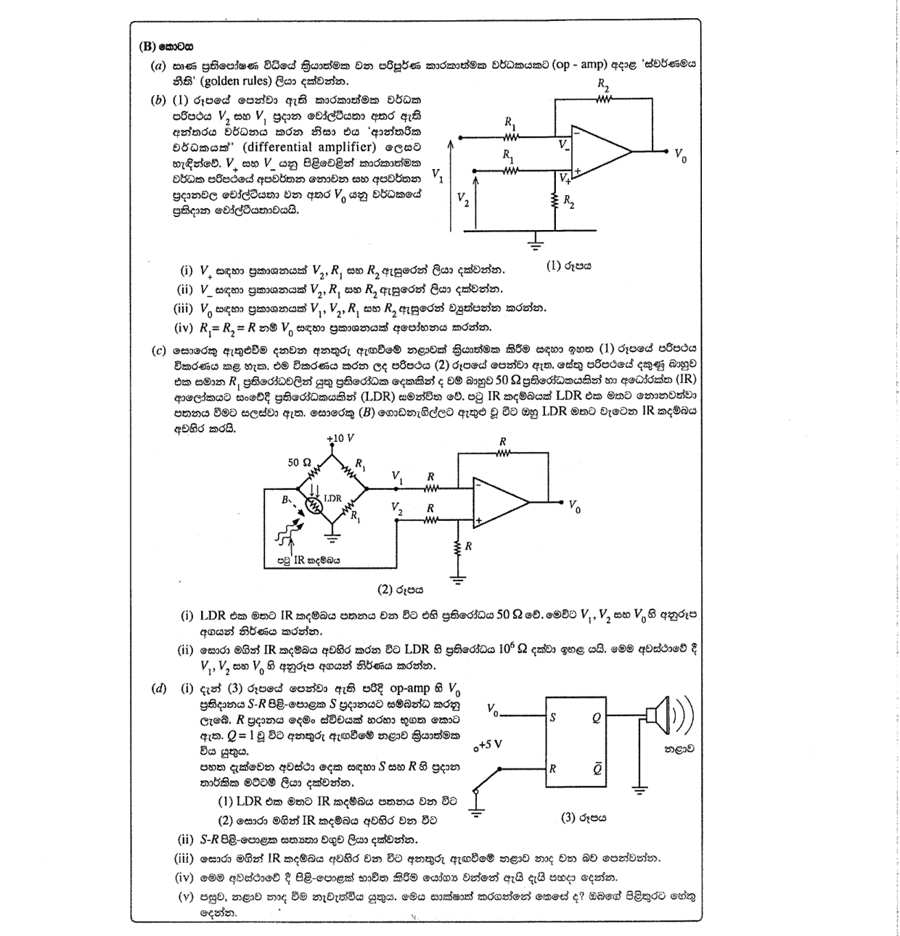 (B) කොටස
(a) සෘණ ප්‍රතිපෝෂණ විධියේ ක්‍රියාත්මක වන පරිපූර්ණ කාරකාත්මක වර්ධකයකට (op - amp) අදාළ 'ස්වර්ණමය
නීති' (golden rules) ලියා දක්වන්න.
(b) (1) රූපයේ පෙන්වා ඇති කාරකාත්මක වර්ධක
පරිපථය V₂ සහ V₁ ප්‍රදාන වෝල්ටීයතා අතර ඇති
අන්තරය වර්ධනය කරන නිසා එය 'ආන්තරික
වර්ධකයක්' (differential amplifier) ලෙසට
හැඳින්වේ. V₊ සහ V₋ යනු පිළිවෙළින් කාරකාත්මක
වර්ධක පරිපථයේ අපවර්තන නොවන සහ අපවර්තන
ප්‍රදානවල වෝල්ටීයතා වන අතර V₀ යනු වර්ධකයේ
ප්‍රතිදාන වෝල්ටීයතාවයයි.
R₂
R₁
V₋
R₁
V₊
V₀
V₁
V₂
R₂
(1) රූපය
(i) V₊ සඳහා ප්‍රකාශනයක් V₂, R₁ සහ R₂ ඇසුරෙන් ලියා දක්වන්න.
(ii) V₋ සඳහා ප්‍රකාශනයක් V₂, R₁ සහ R₂ ඇසුරෙන් ලියා දක්වන්න.
(iii) V₀ සඳහා ප්‍රකාශනයක් V₁, V₂, R₁ සහ R₂ ඇසුරෙන් ව්‍යුත්පන්න කරන්න.
(iv) R₁= R₂ = R නම් V₀ සඳහා ප්‍රකාශනයක් අපෝහනය කරන්න.
(c) සොරෙකු ඇතුළුවීම දනවන අනතුරු ඇඟවීමේ නළාවක් ක්‍රියාත්මක කිරීම සඳහා ඉහත (1) රූපයේ පරිපථය
විකරණය කළ හැක. එම විකරණය කරන ලද පරිපථය (2) රූපයේ පෙන්වා ඇත. සේතු පරිපථයේ දකුණු බාහුව
එක සමාන R₁ ප්‍රතිරෝධවලින් යුතු ප්‍රතිරෝධක දෙකකින් ද වම් බාහුව 50 Ω ප්‍රතිරෝධකයකින් හා අධෝරක්ත (IR)
ආලෝකයට සංවේදී ප්‍රතිරෝධකයකින් (LDR) සමන්විත වේ. පටු IR කදම්බයක් LDR එක මතට නොනවත්වා
පතනය වීමට සලස්වා ඇත. සොරෙකු (B) ගොඩනැගිල්ලට ඇතුළු වූ විට ඔහු LDR මතට වැටෙන IR කදම්බය
අවහිර කරයි.
+10 V
50 Ω
R₁
B
LDR
R₁
V₁
R
R
V₂
R
R
V₀
පටු IR කදම්බය
(2) රූපය
(i) LDR එක මතට IR කදම්බය පතනය වන විට එහි ප්‍රතිරෝධය 50 Ω වේ. මෙවිට V₁, V₂ සහ V₀ හි අනුරූප
අගයන් නිර්ණය කරන්න.
(ii) සොරා මගින් IR කදම්බය අවහිර කරන විට LDR හි ප්‍රතිරෝධය 10⁶ Ω දක්වා ඉහළ යයි. මෙම අවස්ථාවේ දී
V₁, V₂ සහ V₀ හි අනුරූප අගයන් නිර්ණය කරන්න.
(d) (i) දැන් (3) රූපයේ පෙන්වා ඇති පරිදි op-amp හි V₀
ප්‍රතිදානය S-R පිළි-පොළක S ප්‍රදානයට සම්බන්ධ කරනු
ලැබේ. R ප්‍රදානය දෙමං ස්විචයක් හරහා භූගත කොට
ඇත. Q = 1 වූ විට අනතුරු ඇඟවීමේ නළාව ක්‍රියාත්මක
විය යුතුය.
පහත දැක්වෙන අවස්ථා දෙක සඳහා S සහ R හි ප්‍රදාන
තාර්කික මට්ටම් ලියා දක්වන්න.
(1) LDR එක මතට IR කදම්බය පතනය වන විට
(2) සොරා මගින් IR කදම්බය අවහිර වන විට
V₀
S
Q
+5 V
R
Q̄
නළාව
(3) රූපය
(ii) S-R පිළි-පොළක සත්‍යතා වගුව ලියා දක්වන්න.
(iii) සොරා මගින් IR කදම්බය අවහිර වන විට අනතුරු ඇඟවීමේ නළාව නාද වන බව පෙන්වන්න.
(iv) මෙම අවස්ථාවේ දී පිළි-පොළක් භාවිත කිරීම යෝග්‍ය වන්නේ ඇයි දැයි පහදා දෙන්න.
(v) පසුව, නළාව නාද වීම නැවැත්විය යුතුය. මෙය සාක්ෂාත් කරගන්නේ කෙසේ ද? ඔබගේ පිළිතුරට හේතු
දෙන්න.